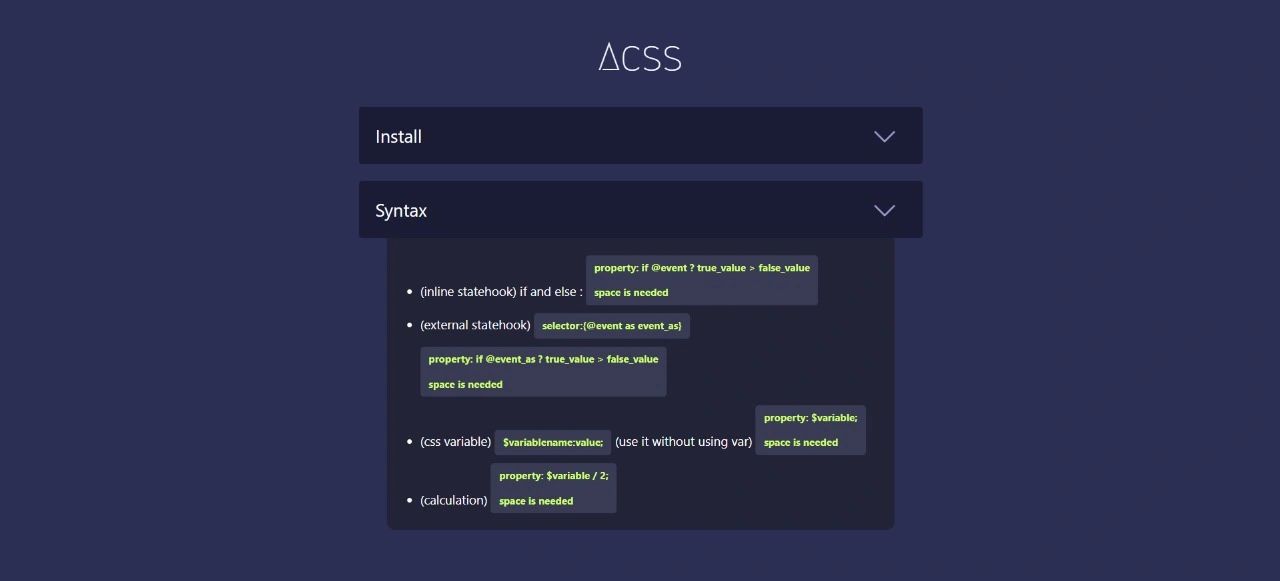 ΔCSS
Install
Syntax
property: if @event ? true_value > false_value
• (inline statehook) if and else : space is needed
• (external statehook) selector:{@event as event_as}
property: if @event_as ? true_value > false_value
space is needed
property: $variable;
• (css variable) $variablename:value; (use it without using var) space is needed
property: $variable / 2;
• (calculation) space is needed